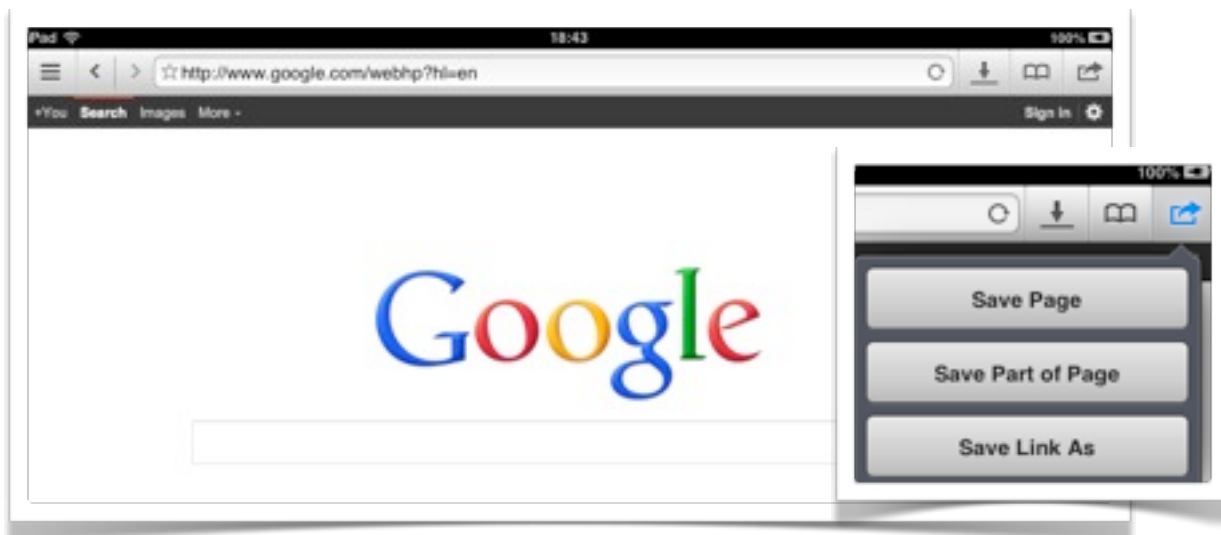 iPad 18:43 100%
http://www.google.com/webhp?hl=en
+You Search Images More Sign in
Google
100%
Save Page
Save Part of Page
Save Link As